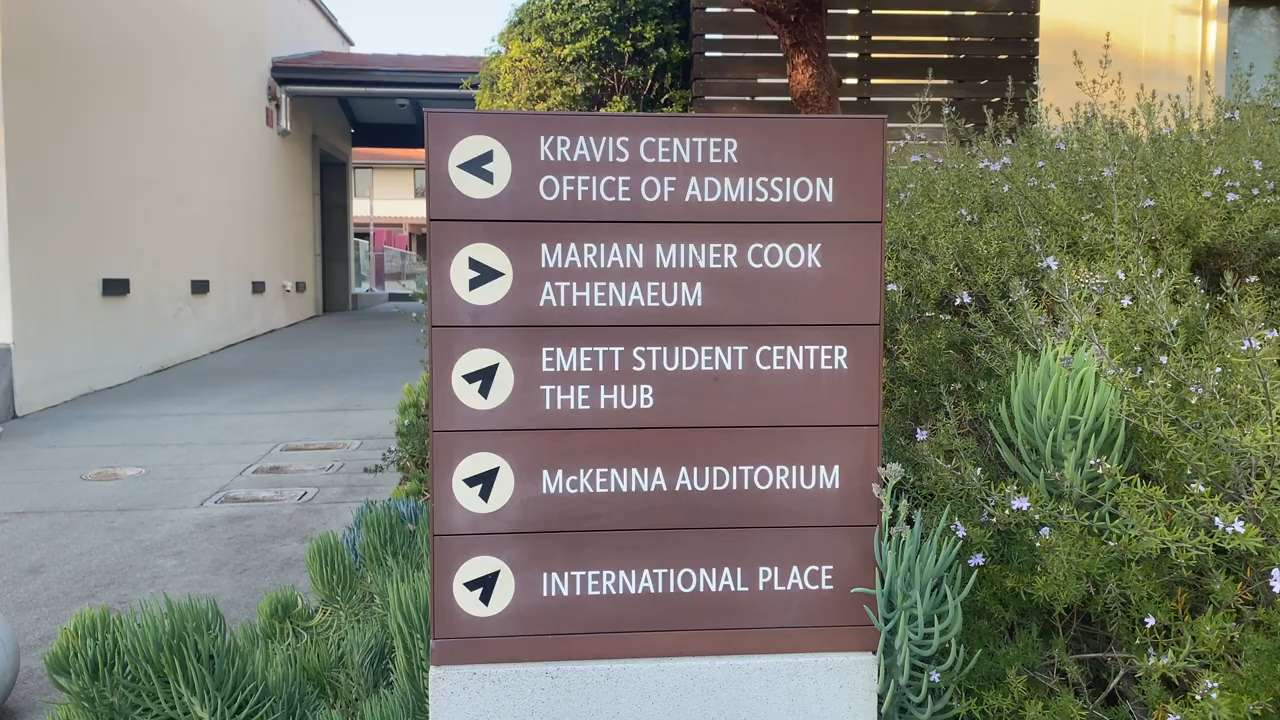 KRAVIS CENTER
OFFICE OF ADMISSION
MARIAN MINER COOK
ATHENAEUM
EMETT STUDENT CENTER
THE HUB
McKENNA AUDITORIUM
INTERNATIONAL PLACE